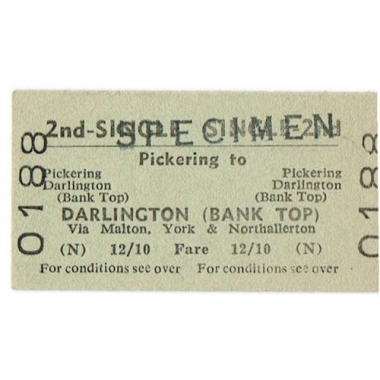 2nd-SINGLE SINGLE-2nd
SPECIMEN
Pickering to
Pickering Pickering
Darlington Darlington
(Bank Top) (Bank Top)
DARLINGTON (BANK TOP)
Via Malton, York & Northallerton
(N) 12/10 Fare 12/10 (N)
For conditions see over For conditions see over
0188
0188